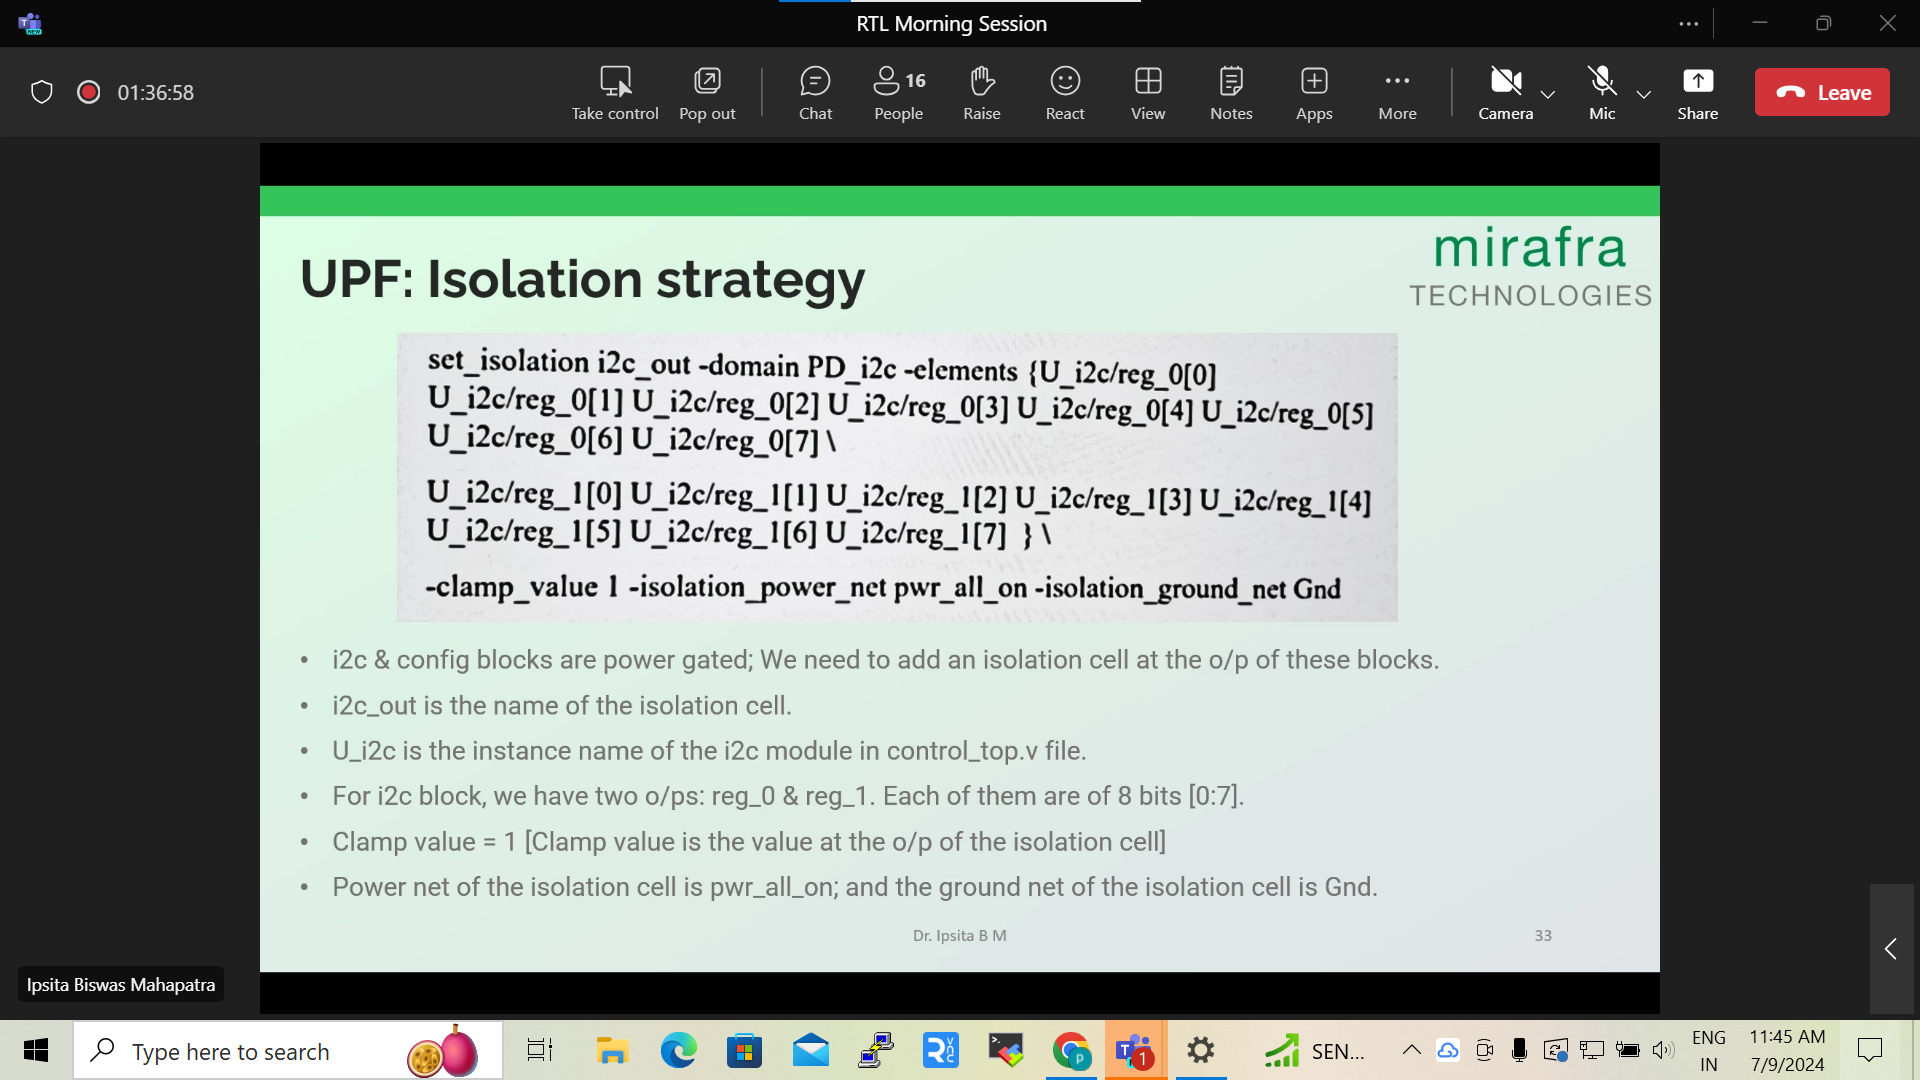 RTL Morning Session
01:36:58
Take control
Pop out
Chat
16
People
Raise
React
View
Notes
Apps
More
Camera
Mic
Share
Leave
mirafra
TECHNOLOGIES
UPF: Isolation strategy
set_isolation i2c_out -domain PD_i2c -elements {U_i2c/reg_0[0]
U_i2c/reg_0[1] U_i2c/reg_0[2] U_i2c/reg_0[3] U_i2c/reg_0[4] U_i2c/reg_0[5]
U_i2c/reg_0[6] U_i2c/reg_0[7] \
U_i2c/reg_1[0] U_i2c/reg_1[1] U_i2c/reg_1[2] U_i2c/reg_1[3] U_i2c/reg_1[4]
U_i2c/reg_1[5] U_i2c/reg_1[6] U_i2c/reg_1[7] } \
-clamp_value 1 -isolation_power_net pwr_all_on -isolation_ground_net Gnd
• i2c & config blocks are power gated; We need to add an isolation cell at the o/p of these blocks.
• i2c_out is the name of the isolation cell.
• U_i2c is the instance name of the i2c module in control_top.v file.
• For i2c block, we have two o/ps: reg_0 & reg_1. Each of them are of 8 bits [0:7].
• Clamp value = 1 [Clamp value is the value at the o/p of the isolation cell]
• Power net of the isolation cell is pwr_all_on; and the ground net of the isolation cell is Gnd.
Dr. Ipsita B M
33
Ipsita Biswas Mahapatra
Type here to search
SEN...
ENG
IN
11:45 AM
7/9/2024